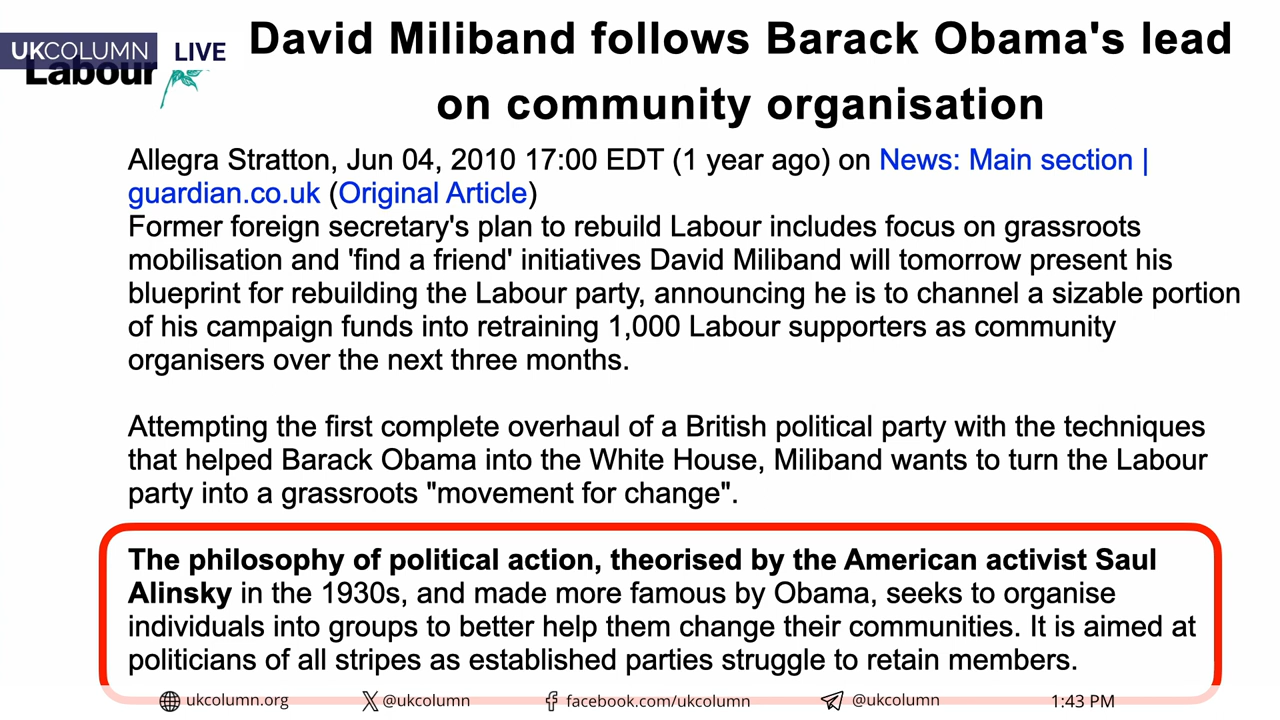 UKCOLUMN LIVE
Labour
David Miliband follows Barack Obama's lead
on community organisation
Allegra Stratton, Jun 04, 2010 17:00 EDT (1 year ago) on News: Main section |
guardian.co.uk (Original Article)
Former foreign secretary's plan to rebuild Labour includes focus on grassroots
mobilisation and 'find a friend' initiatives David Miliband will tomorrow present his
blueprint for rebuilding the Labour party, announcing he is to channel a sizable portion
of his campaign funds into retraining 1,000 Labour supporters as community
organisers over the next three months.
Attempting the first complete overhaul of a British political party with the techniques
that helped Barack Obama into the White House, Miliband wants to turn the Labour
party into a grassroots "movement for change".
The philosophy of political action, theorised by the American activist Saul
Alinsky in the 1930s, and made more famous by Obama, seeks to organise
individuals into groups to better help them change their communities. It is aimed at
politicians of all stripes as established parties struggle to retain members.
ukcolumn.org @ukcolumn facebook.com/ukcolumn @ukcolumn 1:43 PM